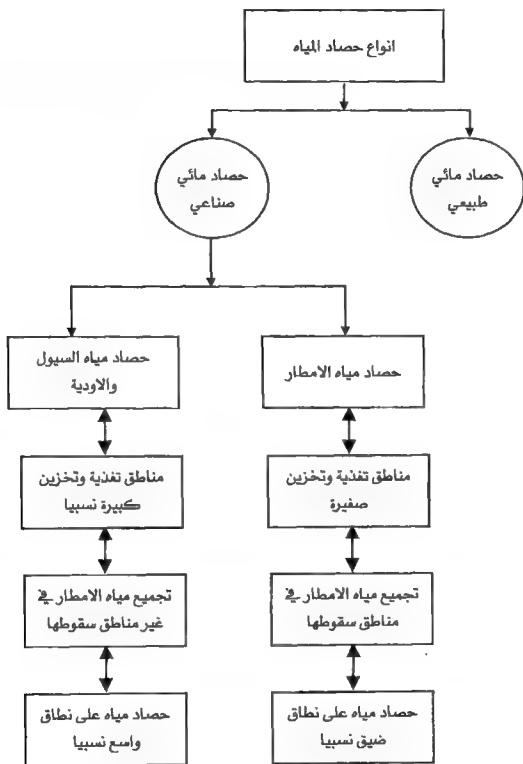 انواع حصاد المياه
حصاد مائي
طبيعي
حصاد مائي
صناعي
حصاد مياه الامطار
حصاد مياه السيول
والاودية
مناطق تغذية وتخزين
صغيرة
مناطق تغذية وتخزين
كبيرة نسبيا
تجميع مياه الامطار في
مناطق سقوطها
تجميع مياه الامطار في
غير مناطق سقوطها
حصاد مياه على نطاق
ضيق نسبيا
حصاد مياه على نطاق
واسع نسبيا